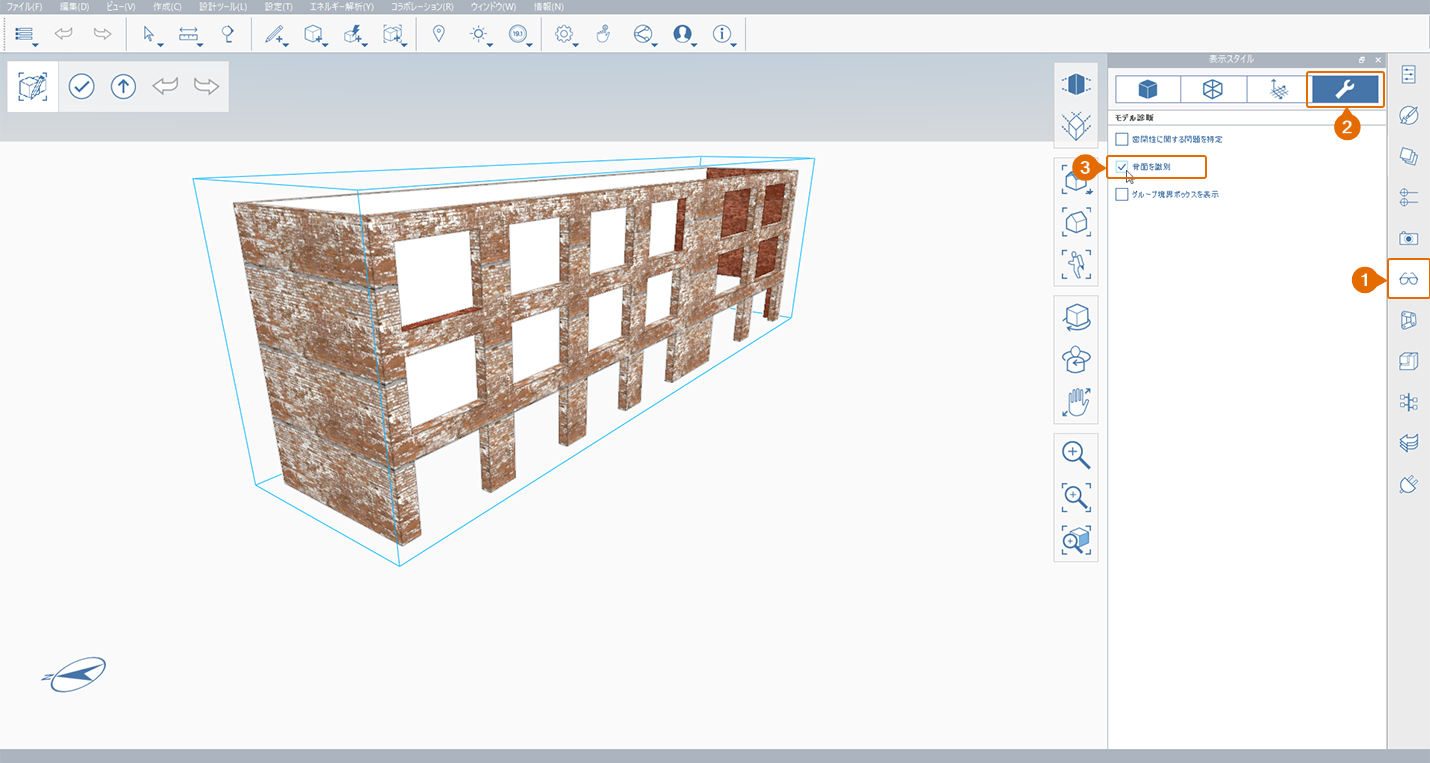 ファイル(F) 編集(D) ビュー(V) 作成(C) 設計ツール(L) 設定(T) エネルギー解析(Y) コラボレーション(R) ウィンドウ(W) 情報(N)
19.1
表示スタイル
2
モデル診断
密閉性に関する問題を特定
3
背面を識別
グループ境界ボックスを表示
1
N